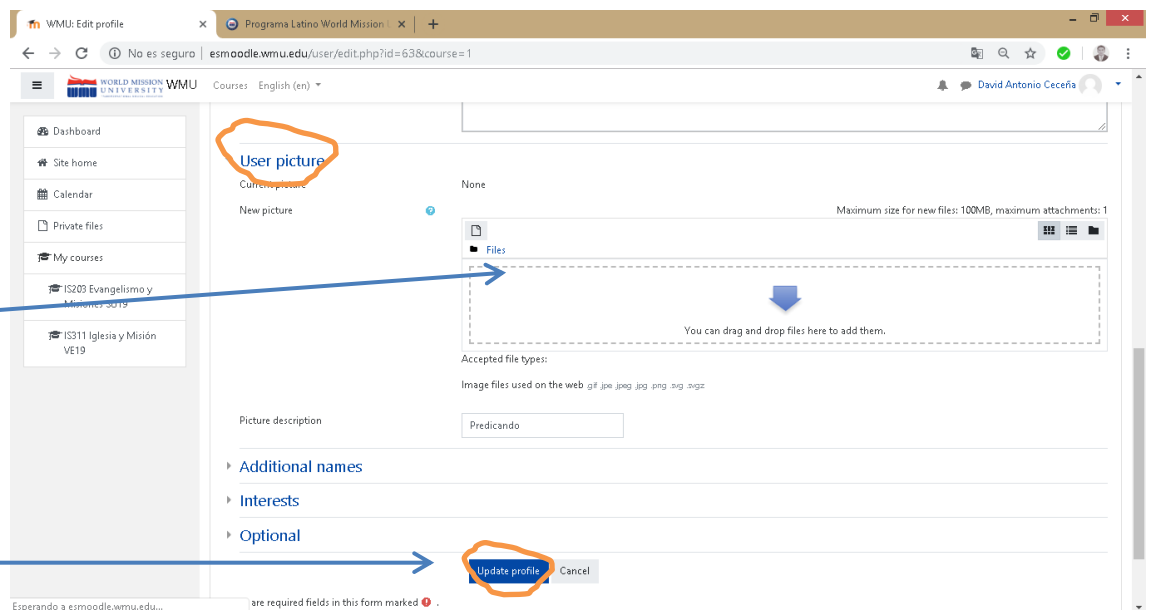 WMU: Edit profile
Programa Latino World Mission
No es seguro esmoodle.wmu.edu/user/edit.php?id=63&course=1
WORLD MISSION UNIVERSITY WMU Courses English (en) David Antonio Ceceña
Dashboard
Site home
Calendar
Private files
My courses
IS203 Evangelismo y
Misiones SU19
IS311 Iglesia y Misión
VE19
User picture
Current picture None
New picture Maximum size for new files: 100MB, maximum attachments: 1
Files
You can drag and drop files here to add them.
Accepted file types:
Image files used on the web .gif .jpe .jpeg .jpg .png .svg .svgz
Picture description Predicando
Additional names
Interests
Optional
Update profile Cancel
are required fields in this form marked .
Esperando a esmoodle.wmu.edu...